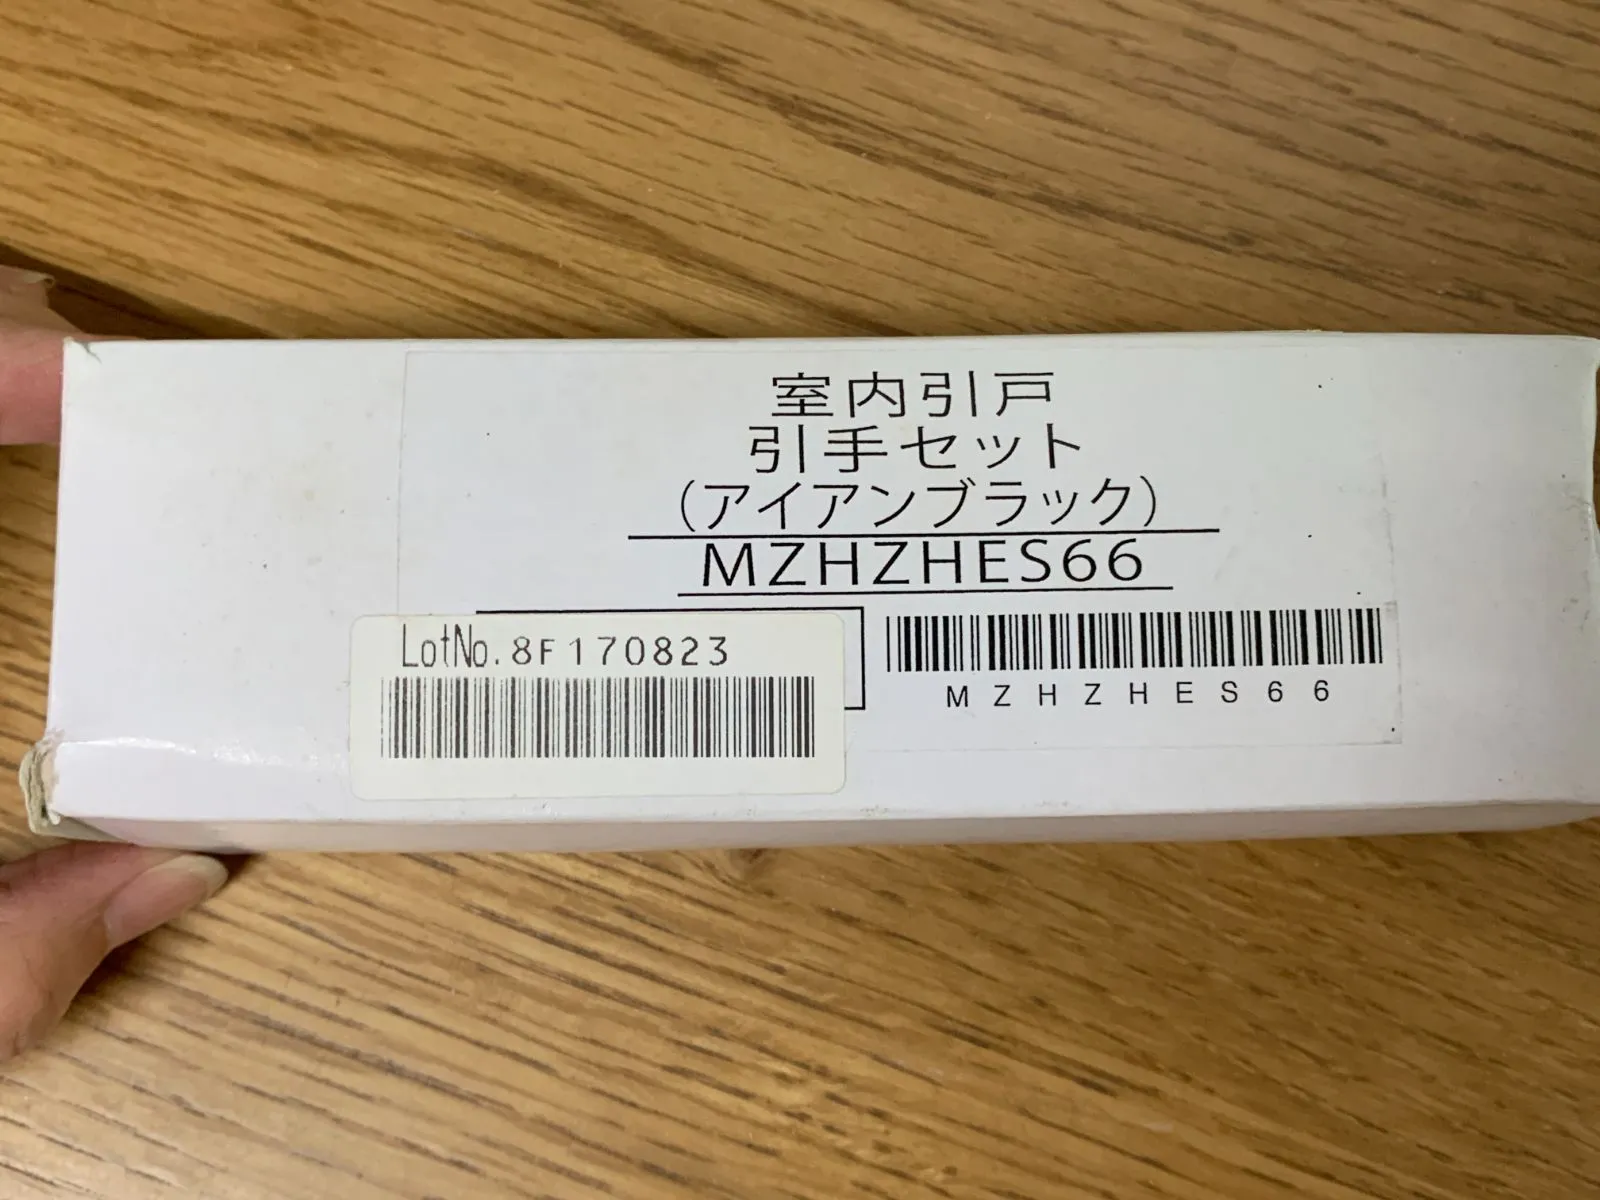 室内引戸
引手セット
(アイアンブラック)
MZHZHES66
LotNo. 8F170823
MZHZHES66